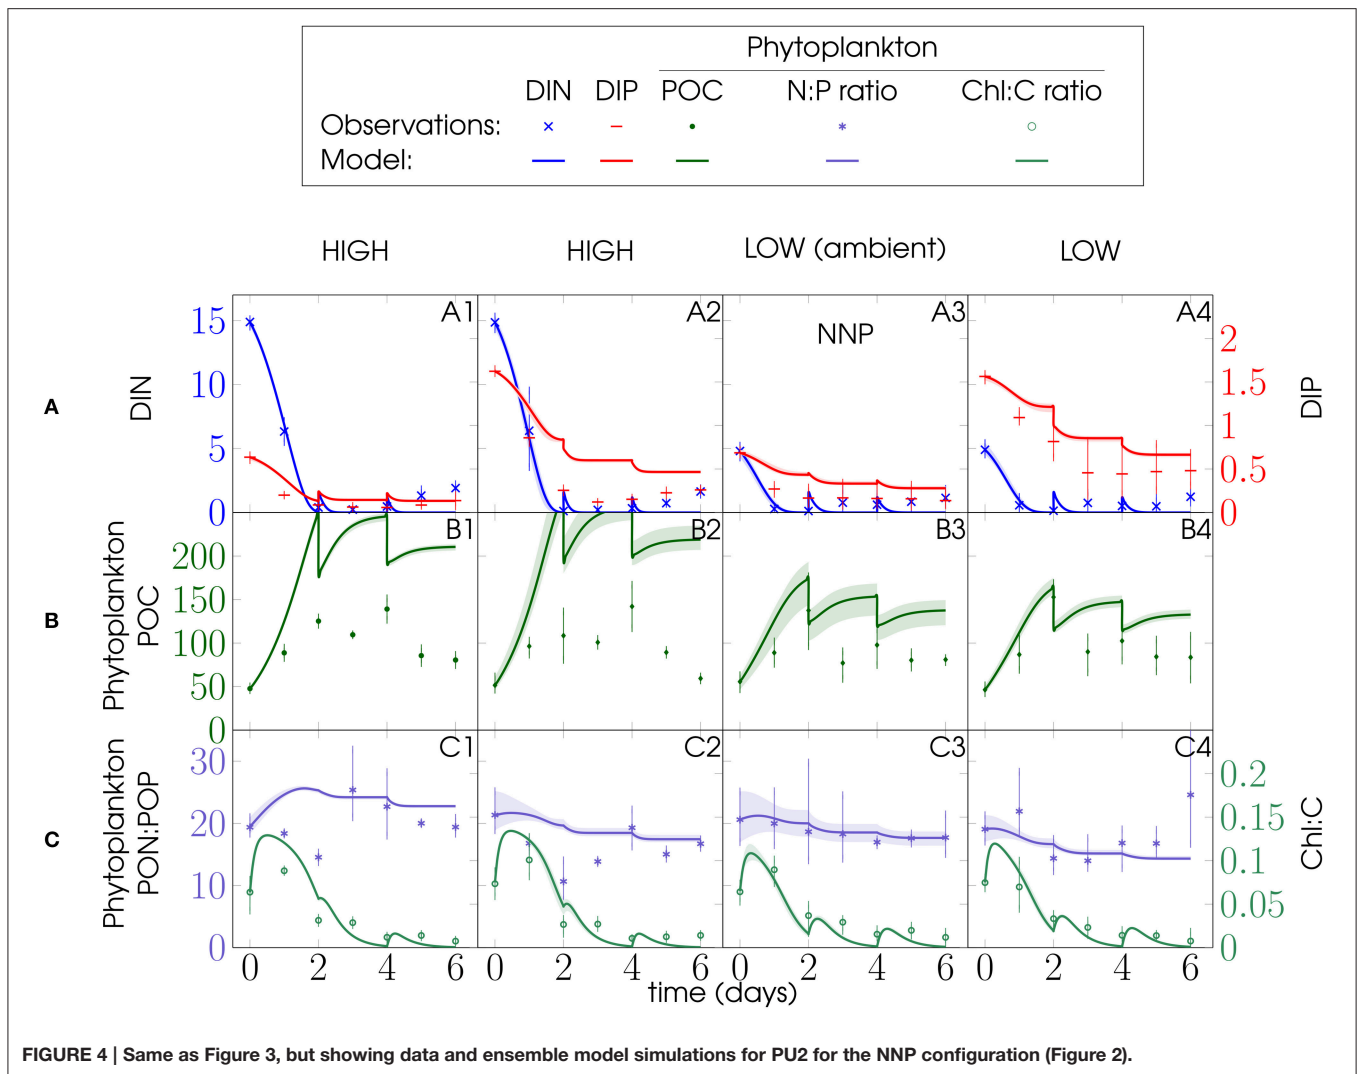 Phytoplankton
DIN DIP POC N:P ratio Chl:C ratio
Observations:
Model:
HIGH HIGH LOW (ambient) LOW
A
DIN
15
10
5
0
A1 A2 A3 A4
NNP
2
1.5
1
0.5
0
DIP
B
Phytoplankton
POC
200
150
100
50
0
B1 B2 B3 B4
C
Phytoplankton
PON:POP
30
20
10
0
C1 C2 C3 C4
0.2
0.15
0.1
0.05
0
Chl:C
0 2 4 6 0 2 4 6 0 2 4 6 0 2 4 6
time (days)
FIGURE 4 | Same as Figure 3, but showing data and ensemble model simulations for PU2 for the NNP configuration (Figure 2).